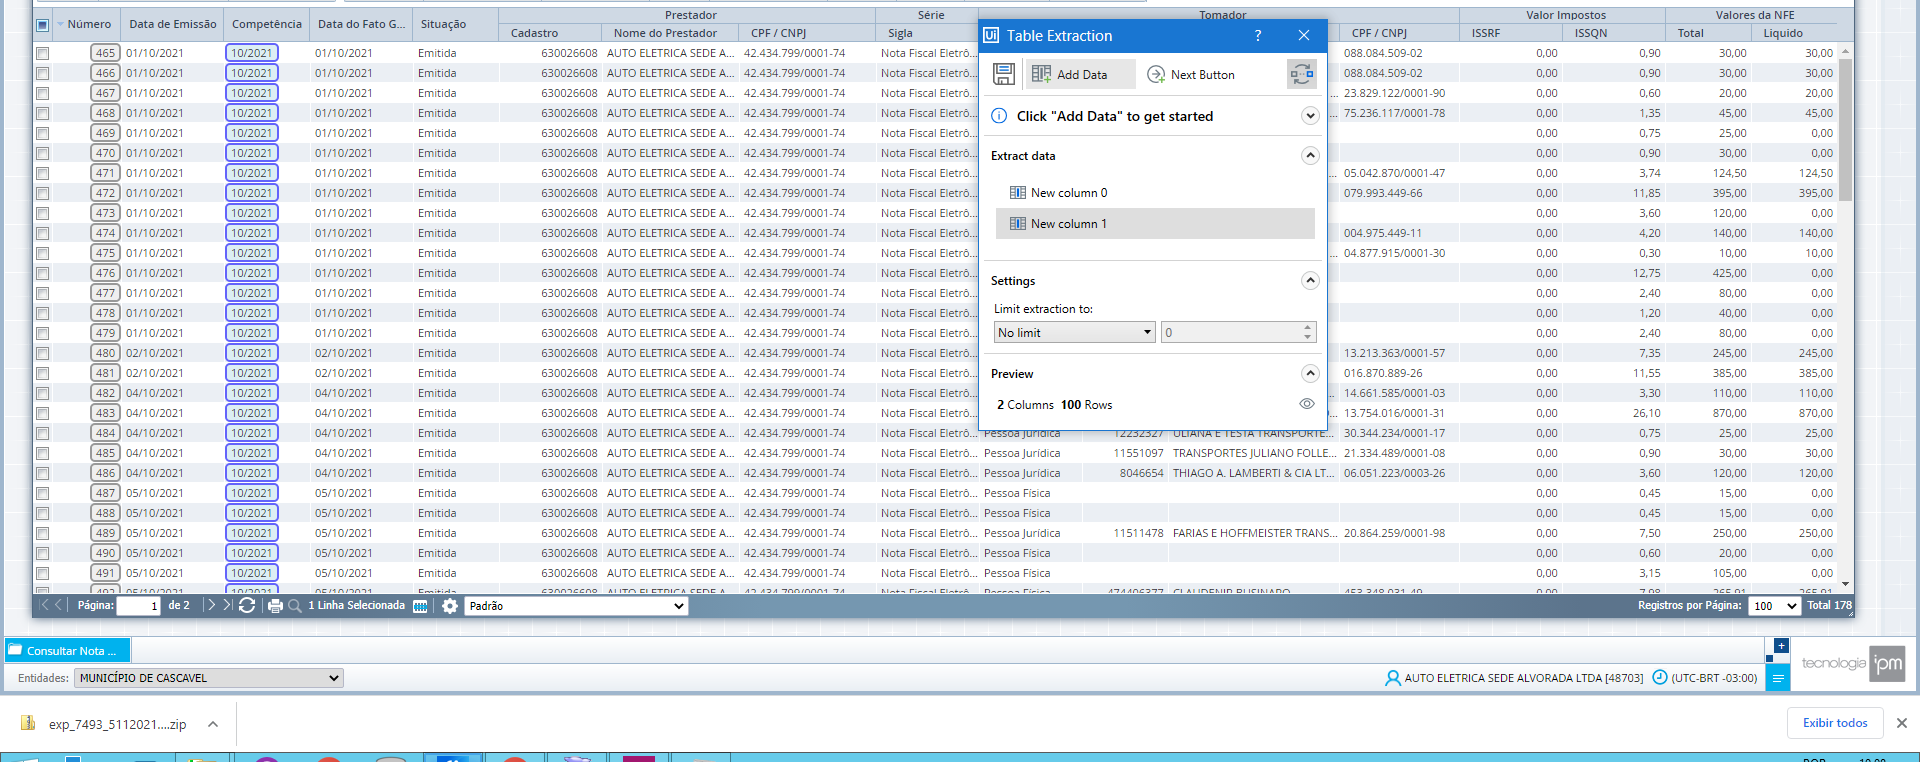 Número Data de Emissão Competência Data do Fato G... Situação Prestador Série Tomador Valor Impostos Valores da NFE
Cadastro Nome do Prestador CPF / CNPJ Sigla CPF / CNPJ ISSRF ISSQN Total Liquido
465 01/10/2021 10/2021 01/10/2021 Emitida 630026608 AUTO ELETRICA SEDE A... 42.434.799/0001-74 Nota Fiscal Eletrô... 088.084.509-02 0,00 0,90 30,00 30,00
466 01/10/2021 10/2021 01/10/2021 Emitida 630026608 AUTO ELETRICA SEDE A... 42.434.799/0001-74 Nota Fiscal Eletrô... 088.084.509-02 0,00 0,90 30,00 30,00
467 01/10/2021 10/2021 01/10/2021 Emitida 630026608 AUTO ELETRICA SEDE A... 42.434.799/0001-74 Nota Fiscal Eletrô... 23.829.122/0001-90 0,00 0,60 20,00 20,00
468 01/10/2021 10/2021 01/10/2021 Emitida 630026608 AUTO ELETRICA SEDE A... 42.434.799/0001-74 Nota Fiscal Eletrô... 75.236.117/0001-78 0,00 1,35 45,00 45,00
469 01/10/2021 10/2021 01/10/2021 Emitida 630026608 AUTO ELETRICA SEDE A... 42.434.799/0001-74 Nota Fiscal Eletrô... 0,00 0,75 25,00 0,00
470 01/10/2021 10/2021 01/10/2021 Emitida 630026608 AUTO ELETRICA SEDE A... 42.434.799/0001-74 Nota Fiscal Eletrô... 0,00 0,90 30,00 0,00
471 01/10/2021 10/2021 01/10/2021 Emitida 630026608 AUTO ELETRICA SEDE A... 42.434.799/0001-74 Nota Fiscal Eletrô... 05.042.870/0001-47 0,00 3,74 124,50 124,50
472 01/10/2021 10/2021 01/10/2021 Emitida 630026608 AUTO ELETRICA SEDE A... 42.434.799/0001-74 Nota Fiscal Eletrô... 079.993.449-66 0,00 11,85 395,00 395,00
473 01/10/2021 10/2021 01/10/2021 Emitida 630026608 AUTO ELETRICA SEDE A... 42.434.799/0001-74 Nota Fiscal Eletrô... 0,00 3,60 120,00 0,00
474 01/10/2021 10/2021 01/10/2021 Emitida 630026608 AUTO ELETRICA SEDE A... 42.434.799/0001-74 Nota Fiscal Eletrô... 004.975.449-11 0,00 4,20 140,00 140,00
475 01/10/2021 10/2021 01/10/2021 Emitida 630026608 AUTO ELETRICA SEDE A... 42.434.799/0001-74 Nota Fiscal Eletrô... 04.877.915/0001-30 0,00 0,30 10,00 10,00
476 01/10/2021 10/2021 01/10/2021 Emitida 630026608 AUTO ELETRICA SEDE A... 42.434.799/0001-74 Nota Fiscal Eletrô... 0,00 12,75 425,00 0,00
477 01/10/2021 10/2021 01/10/2021 Emitida 630026608 AUTO ELETRICA SEDE A... 42.434.799/0001-74 Nota Fiscal Eletrô... 0,00 2,40 80,00 0,00
478 01/10/2021 10/2021 01/10/2021 Emitida 630026608 AUTO ELETRICA SEDE A... 42.434.799/0001-74 Nota Fiscal Eletrô... 0,00 1,20 40,00 0,00
479 01/10/2021 10/2021 01/10/2021 Emitida 630026608 AUTO ELETRICA SEDE A... 42.434.799/0001-74 Nota Fiscal Eletrô... 0,00 2,40 80,00 0,00
480 02/10/2021 10/2021 02/10/2021 Emitida 630026608 AUTO ELETRICA SEDE A... 42.434.799/0001-74 Nota Fiscal Eletrô... 13.213.363/0001-57 0,00 7,35 245,00 245,00
481 02/10/2021 10/2021 02/10/2021 Emitida 630026608 AUTO ELETRICA SEDE A... 42.434.799/0001-74 Nota Fiscal Eletrô... 016.870.889-26 0,00 11,55 385,00 385,00
482 04/10/2021 10/2021 04/10/2021 Emitida 630026608 AUTO ELETRICA SEDE A... 42.434.799/0001-74 Nota Fiscal Eletrô... 14.661.585/0001-03 0,00 3,30 110,00 110,00
483 04/10/2021 10/2021 04/10/2021 Emitida 630026608 AUTO ELETRICA SEDE A... 42.434.799/0001-74 Nota Fiscal Eletrô... 13.754.016/0001-31 0,00 26,10 870,00 870,00
484 04/10/2021 10/2021 04/10/2021 Emitida 630026608 AUTO ELETRICA SEDE A... 42.434.799/0001-74 Nota Fiscal Eletrô... Pessoa Jurídica 12232327 ULIANA E TESTA TRANSPORTE... 30.344.234/0001-17 0,00 0,75 25,00 25,00
485 04/10/2021 10/2021 04/10/2021 Emitida 630026608 AUTO ELETRICA SEDE A... 42.434.799/0001-74 Nota Fiscal Eletrô... Pessoa Jurídica 11551097 TRANSPORTES JULIANO FOLLE... 21.334.489/0001-08 0,00 0,90 30,00 30,00
486 04/10/2021 10/2021 04/10/2021 Emitida 630026608 AUTO ELETRICA SEDE A... 42.434.799/0001-74 Nota Fiscal Eletrô... Pessoa Jurídica 8046654 THIAGO A. LAMBERTI & CIA LT... 06.051.223/0003-26 0,00 3,60 120,00 120,00
487 05/10/2021 10/2021 05/10/2021 Emitida 630026608 AUTO ELETRICA SEDE A... 42.434.799/0001-74 Nota Fiscal Eletrô... Pessoa Física 0,00 0,45 15,00 0,00
488 05/10/2021 10/2021 05/10/2021 Emitida 630026608 AUTO ELETRICA SEDE A... 42.434.799/0001-74 Nota Fiscal Eletrô... Pessoa Física 0,00 0,45 15,00 0,00
489 05/10/2021 10/2021 05/10/2021 Emitida 630026608 AUTO ELETRICA SEDE A... 42.434.799/0001-74 Nota Fiscal Eletrô... Pessoa Jurídica 11511478 FARIAS E HOFFMEISTER TRANS... 20.864.259/0001-98 0,00 7,50 250,00 250,00
490 05/10/2021 10/2021 05/10/2021 Emitida 630026608 AUTO ELETRICA SEDE A... 42.434.799/0001-74 Nota Fiscal Eletrô... Pessoa Física 0,00 0,60 20,00 0,00
491 05/10/2021 10/2021 05/10/2021 Emitida 630026608 AUTO ELETRICA SEDE A... 42.434.799/0001-74 Nota Fiscal Eletrô... Pessoa Física 0,00 3,15 105,00 0,00
Ui Table Extraction ?
Add Data Next Button
Click "Add Data" to get started
Extract data
New column 0
New column 1
Settings
Limit extraction to:
No limit 0
Preview
2 Columns 100 Rows
Página: 1 de 2 1 Linha Selecionada Padrão Registros por Página: 100 Total 178
Consultar Nota ...
tecnologia ipm
Entidades: MUNICÍPIO DE CASCAVEL AUTO ELETRICA SEDE ALVORADA LTDA [48703] (UTC-BRT -03:00)
exp_7493_5112021....zip Exibir todos